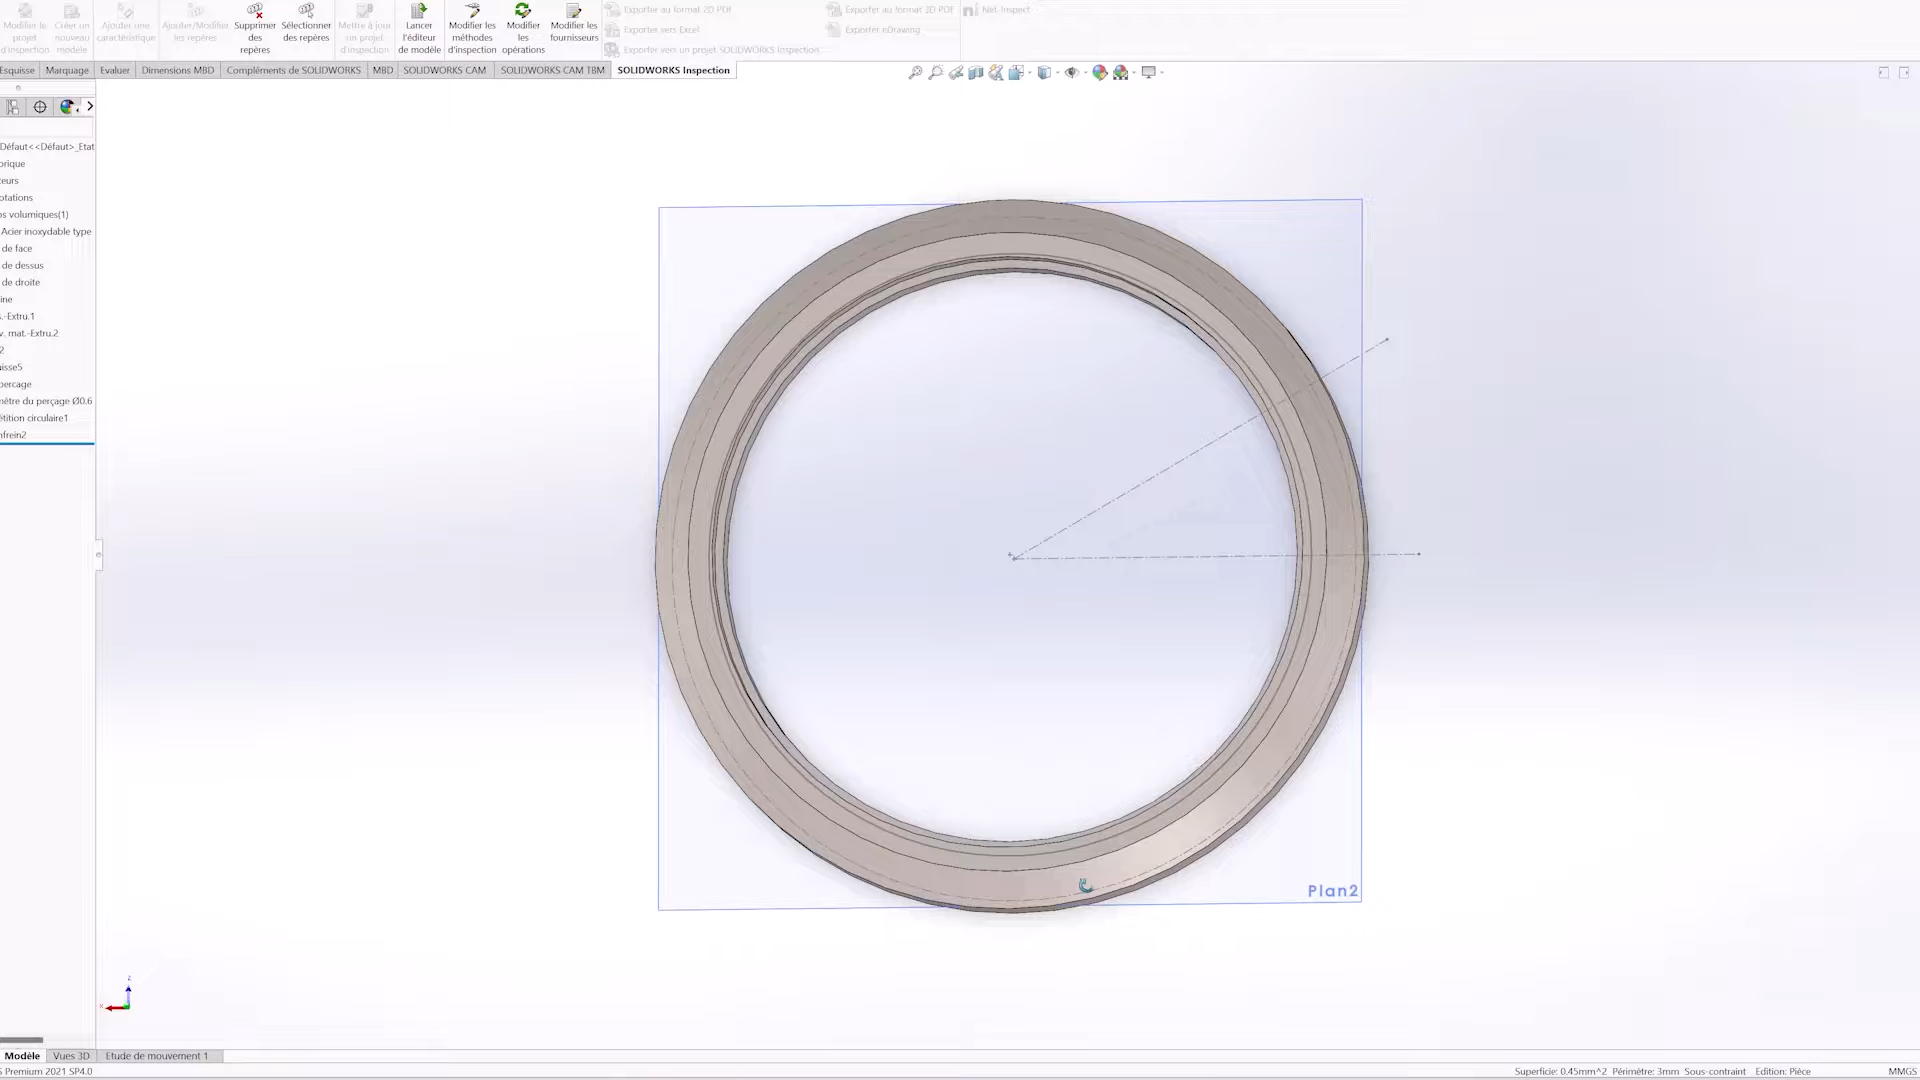 Modifier le projet d'inspection
Créer un nouveau modèle
Ajouter une caractéristique
Ajouter/Modifier les repères
Supprimer des repères
Sélectionner des repères
Mettre à jour un projet d'inspection
Lancer l'éditeur de modèle
Modifier les méthodes d'inspection
Modifier les opérations
Modifier les fournisseurs
Exporter au format 2D PDF
Exporter vers Excel
Exporter vers un projet SOLIDWORKS Inspection
Exporter au format 3D PDF
Exporter eDrawing
Net-Inspect
Esquisse Marquage Evaluer Dimensions MBD Compléments de SOLIDWORKS MBD SOLIDWORKS CAM SOLIDWORKS CAM TBM SOLIDWORKS Inspection
Défaut<<Défaut>_Etat
orique
teurs
otations
os volumiques(1)
Acier inoxydable type
de face
de dessus
de droite
ine
s.-Extru.1
v. mat.-Extru.2
2
uisse5
percage
mètre du perçage Ø0.6
étition circulaire1
nfrein2
Plan2
z
x
Modèle Vues 3D Etude de mouvement 1
S Premium 2021 SP4.0
Superficie: 0.45mm^2 Périmètre: 3mm Sous-contraint Edition: Pièce MMGS